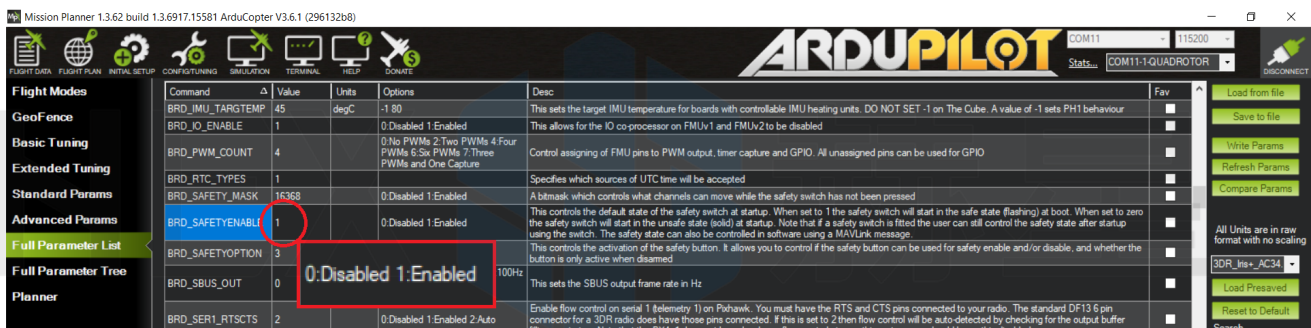 Mission Planner 1.3.62 build 1.3.6917.15581 ArduCopter V3.6.1 (296132b8)
FLIGHT DATA FLIGHT PLAN INITIAL SETUP CONFIG/TUNING SIMULATION TERMINAL HELP DONATE
ARDUPILOT
COM11 115200
Stats... COM11-1-QUADROTOR
DISCONNECT
Flight Modes
GeoFence
Basic Tuning
Extended Tuning
Standard Params
Advanced Params
Full Parameter List
Full Parameter Tree
Planner
Command Value Units Options Desc Fav
BRD_IMU_TARGTEMP 45 degC -1 80 This sets the target IMU temperature for boards with controllable IMU heating units. DO NOT SET -1 on The Cube. A value of -1 sets PH1 behaviour
BRD_IO_ENABLE 1 0:Disabled 1:Enabled This allows for the IO co-processor on FMUv1 and FMUv2 to be disabled
BRD_PWM_COUNT 4 0:No PWMs 2:Two PWMs 4:Four
PWMs 6:Six PWMs 7:Three
PWMs and One Capture
Control assigning of FMU pins to PWM output, timer capture and GPIO. All unassigned pins can be used for GPIO
BRD_RTC_TYPES 1 Specifies which sources of UTC time will be accepted
BRD_SAFETY_MASK 16368 0:Disabled 1:Enabled A bitmask which controls what channels can move while the safety switch has not been pressed
BRD_SAFETYENABLE 1 0:Disabled 1:Enabled
This controls the default state of the safety switch at startup. When set to 1 the safety switch will start in the safe state (flashing) at boot. When set to zero
the safety switch will start in the unsafe state (solid) at startup. Note that if a safety switch is fitted the user can still control the safety state after startup
using the switch. The safety state can also be controlled in software using a MAVLink message.
BRD_SAFETYOPTION 3
This controls the activation of the safety button. It allows you to control if the safety button can be used for safety enable and/or disable, and whether the
button is only active when disarmed
0:Disabled 1:Enabled
BRD_SBUS_OUT 0 100Hz This sets the SBUS output frame rate in Hz
BRD_SER1_RTSCTS 2 0:Disabled 1:Enabled 2:Auto
Enable flow control on serial 1 (telemetry 1) on Pixhawk. You must have the RTS and CTS pins connected to your radio. The standard DF13 6 pin
connector for a 3DR radio does have those pins connected. If this is set to 2 then flow control will be auto-detected by checking for the output buffer
Load from file
Save to file
Write Params
Refresh Params
Compare Params
All Units are in raw
format with no scaling
3DR_Iris+_AC34.
Load Presaved
Reset to Default
Search